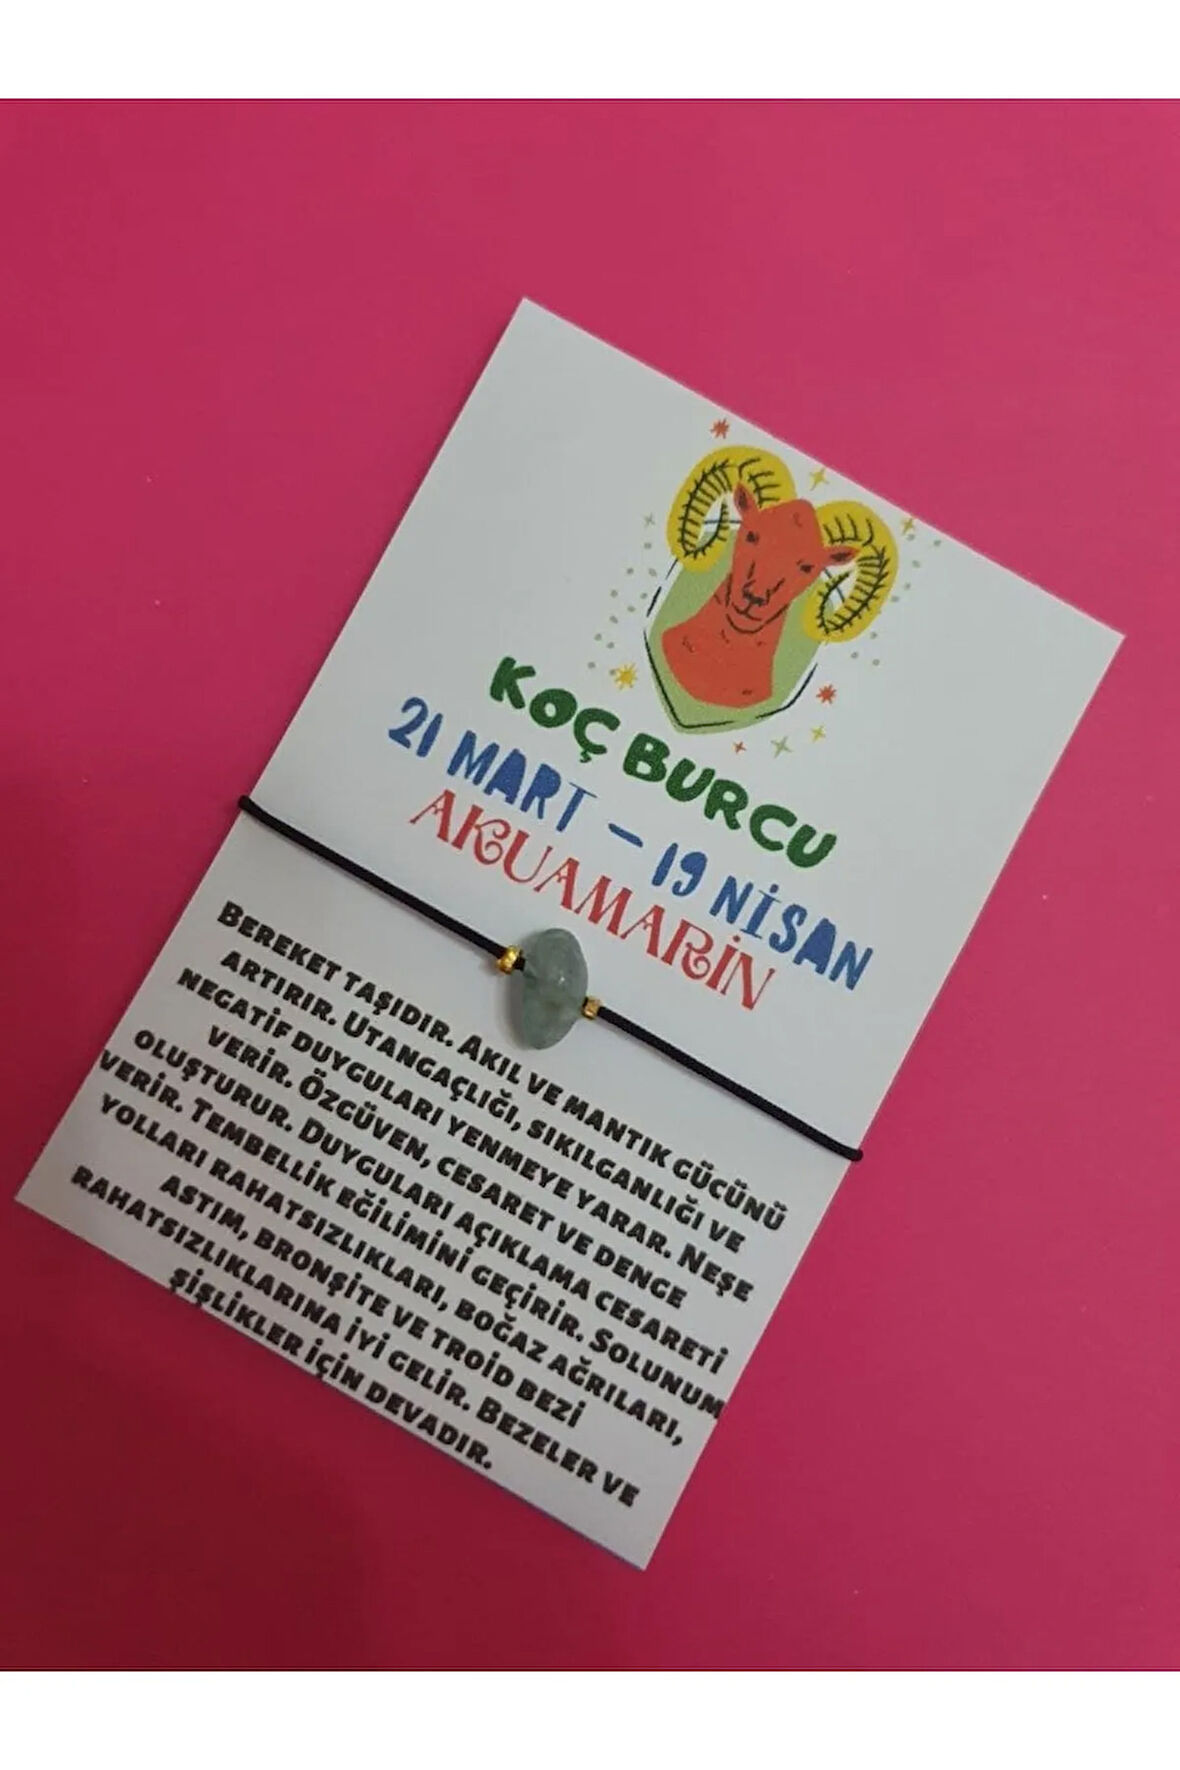 KOÇ BURCU
21 MART – 19 NİSAN
AKUAMARİN
BEREKET TAŞIDIR. AKIL VE MANTIK GÜCÜNÜ
ARTIRIR. UTANGAÇLIĞI, SIKILGANLIĞI VE
NEGATİF DUYGULARI YENMEYE YARAR. NEŞE
VERİR. ÖZGÜVEN, CESARET VE DENGE
OLUŞTURUR. DUYGULARI AÇIKLAMA CESARETİ
VERİR. TEMBELLİK EĞİLİMİNİ GEÇİRİR. SOLUNUM
YOLLARI RAHATSIZLIKLARI, BOĞAZ AĞRILARI,
ASTIM, BRONŞİTE VE TROİD BEZİ
RAHATSIZLIKLARINA İYİ GELİR. BEZELER VE
ŞİŞLİKLER İÇİN DEVADIR.